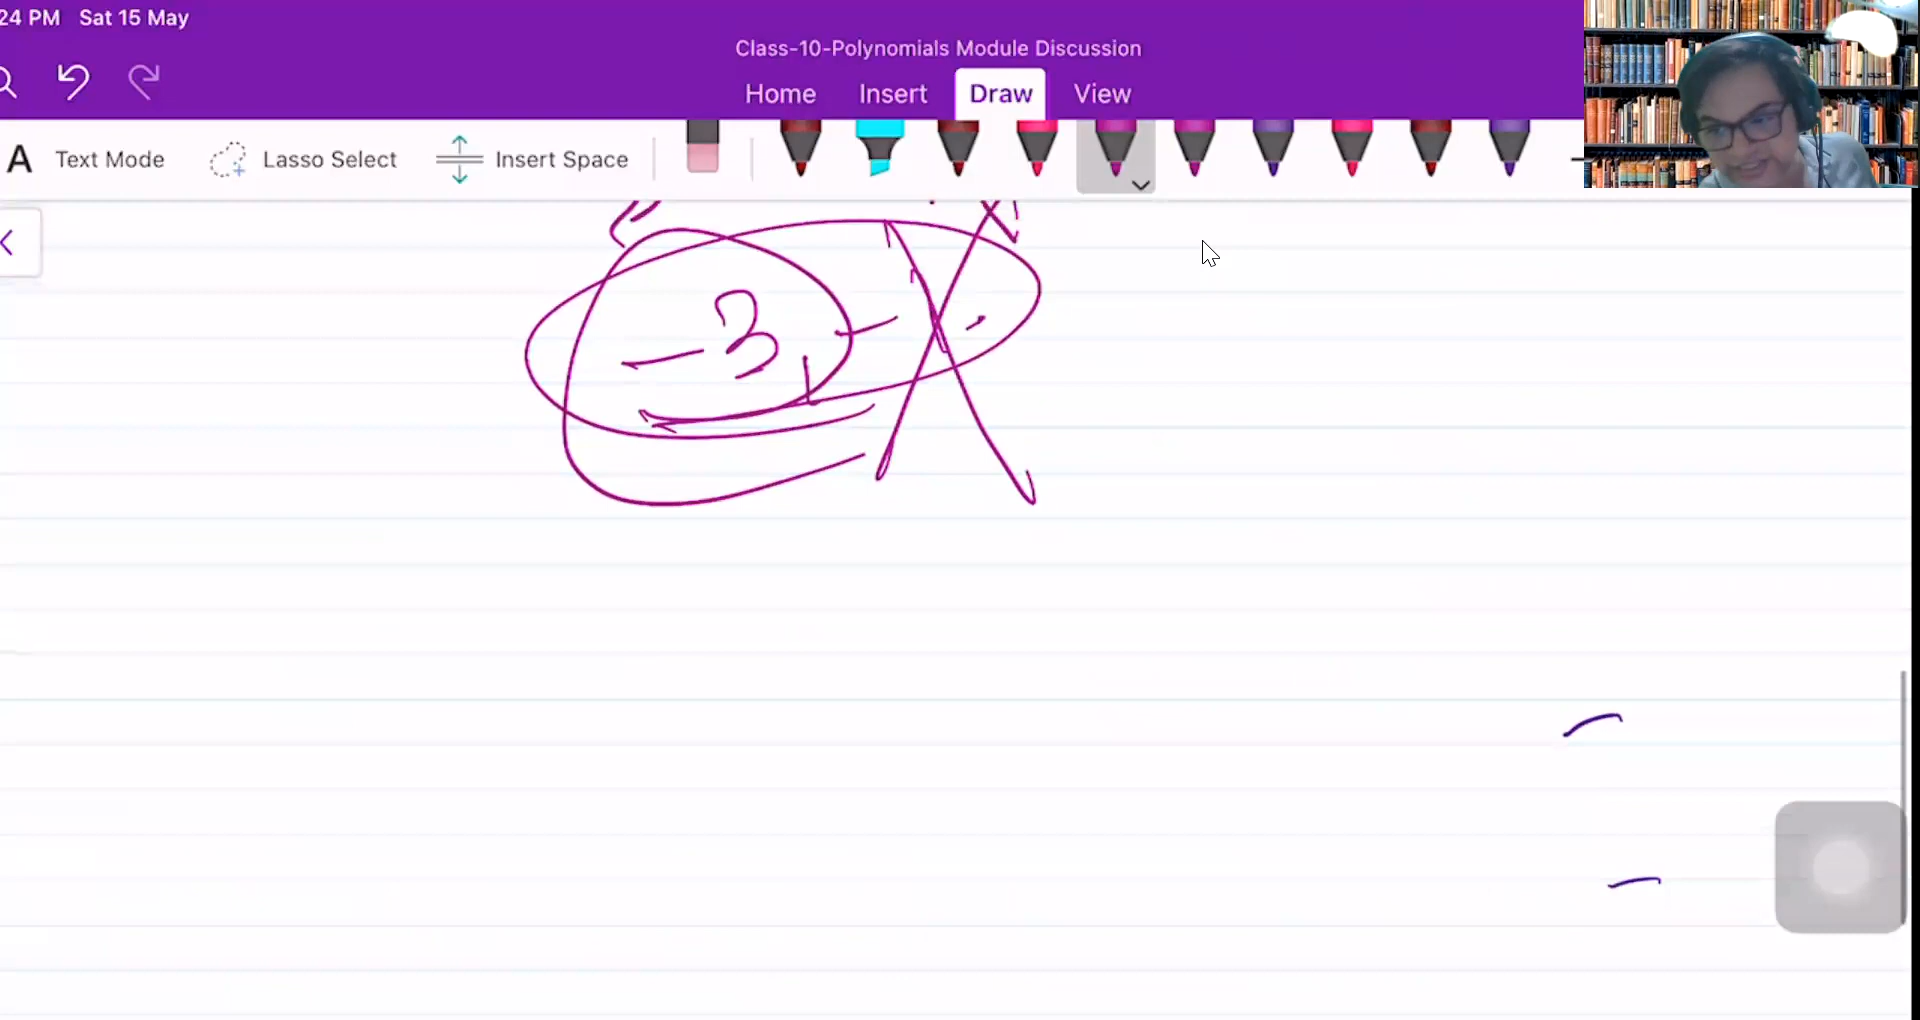 24 PM Sat 15 May
Class-10-Polynomials Module Discussion
Home Insert Draw View
A Text Mode Lasso Select Insert Space
-3